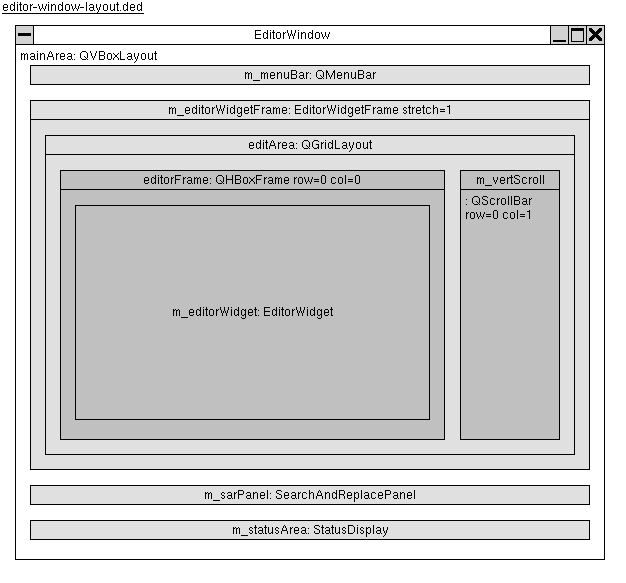 editor-window-layout.ded
EditorWindow
mainArea: QVBoxLayout
m_menuBar: QMenuBar
m_editorWidgetFrame: EditorWidgetFrame stretch=1
editArea: QGridLayout
editorFrame: QHBoxFrame row=0 col=0
m_vertScroll
: QScrollBar
row=0 col=1
m_editorWidget: EditorWidget
m_sarPanel: SearchAndReplacePanel
m_statusArea: StatusDisplay